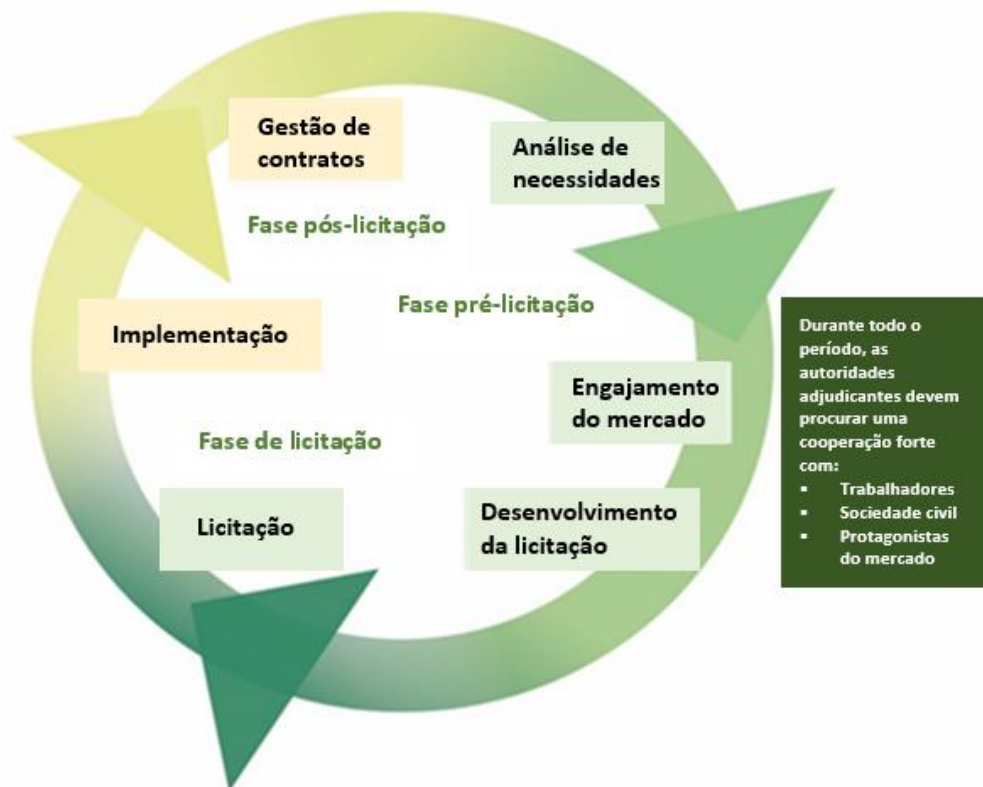 Gestão de
contratos
Análise de
necessidades
Fase pós-licitação
Fase pré-licitação
Implementação
Engajamento
do mercado
Fase de licitação
Licitação
Desenvolvimento
da licitação
Durante todo o
período, as
autoridades
adjudicantes devem
procurar uma
cooperação forte
com:
▪ Trabalhadores
▪ Sociedade civil
▪ Protagonistas
do mercado